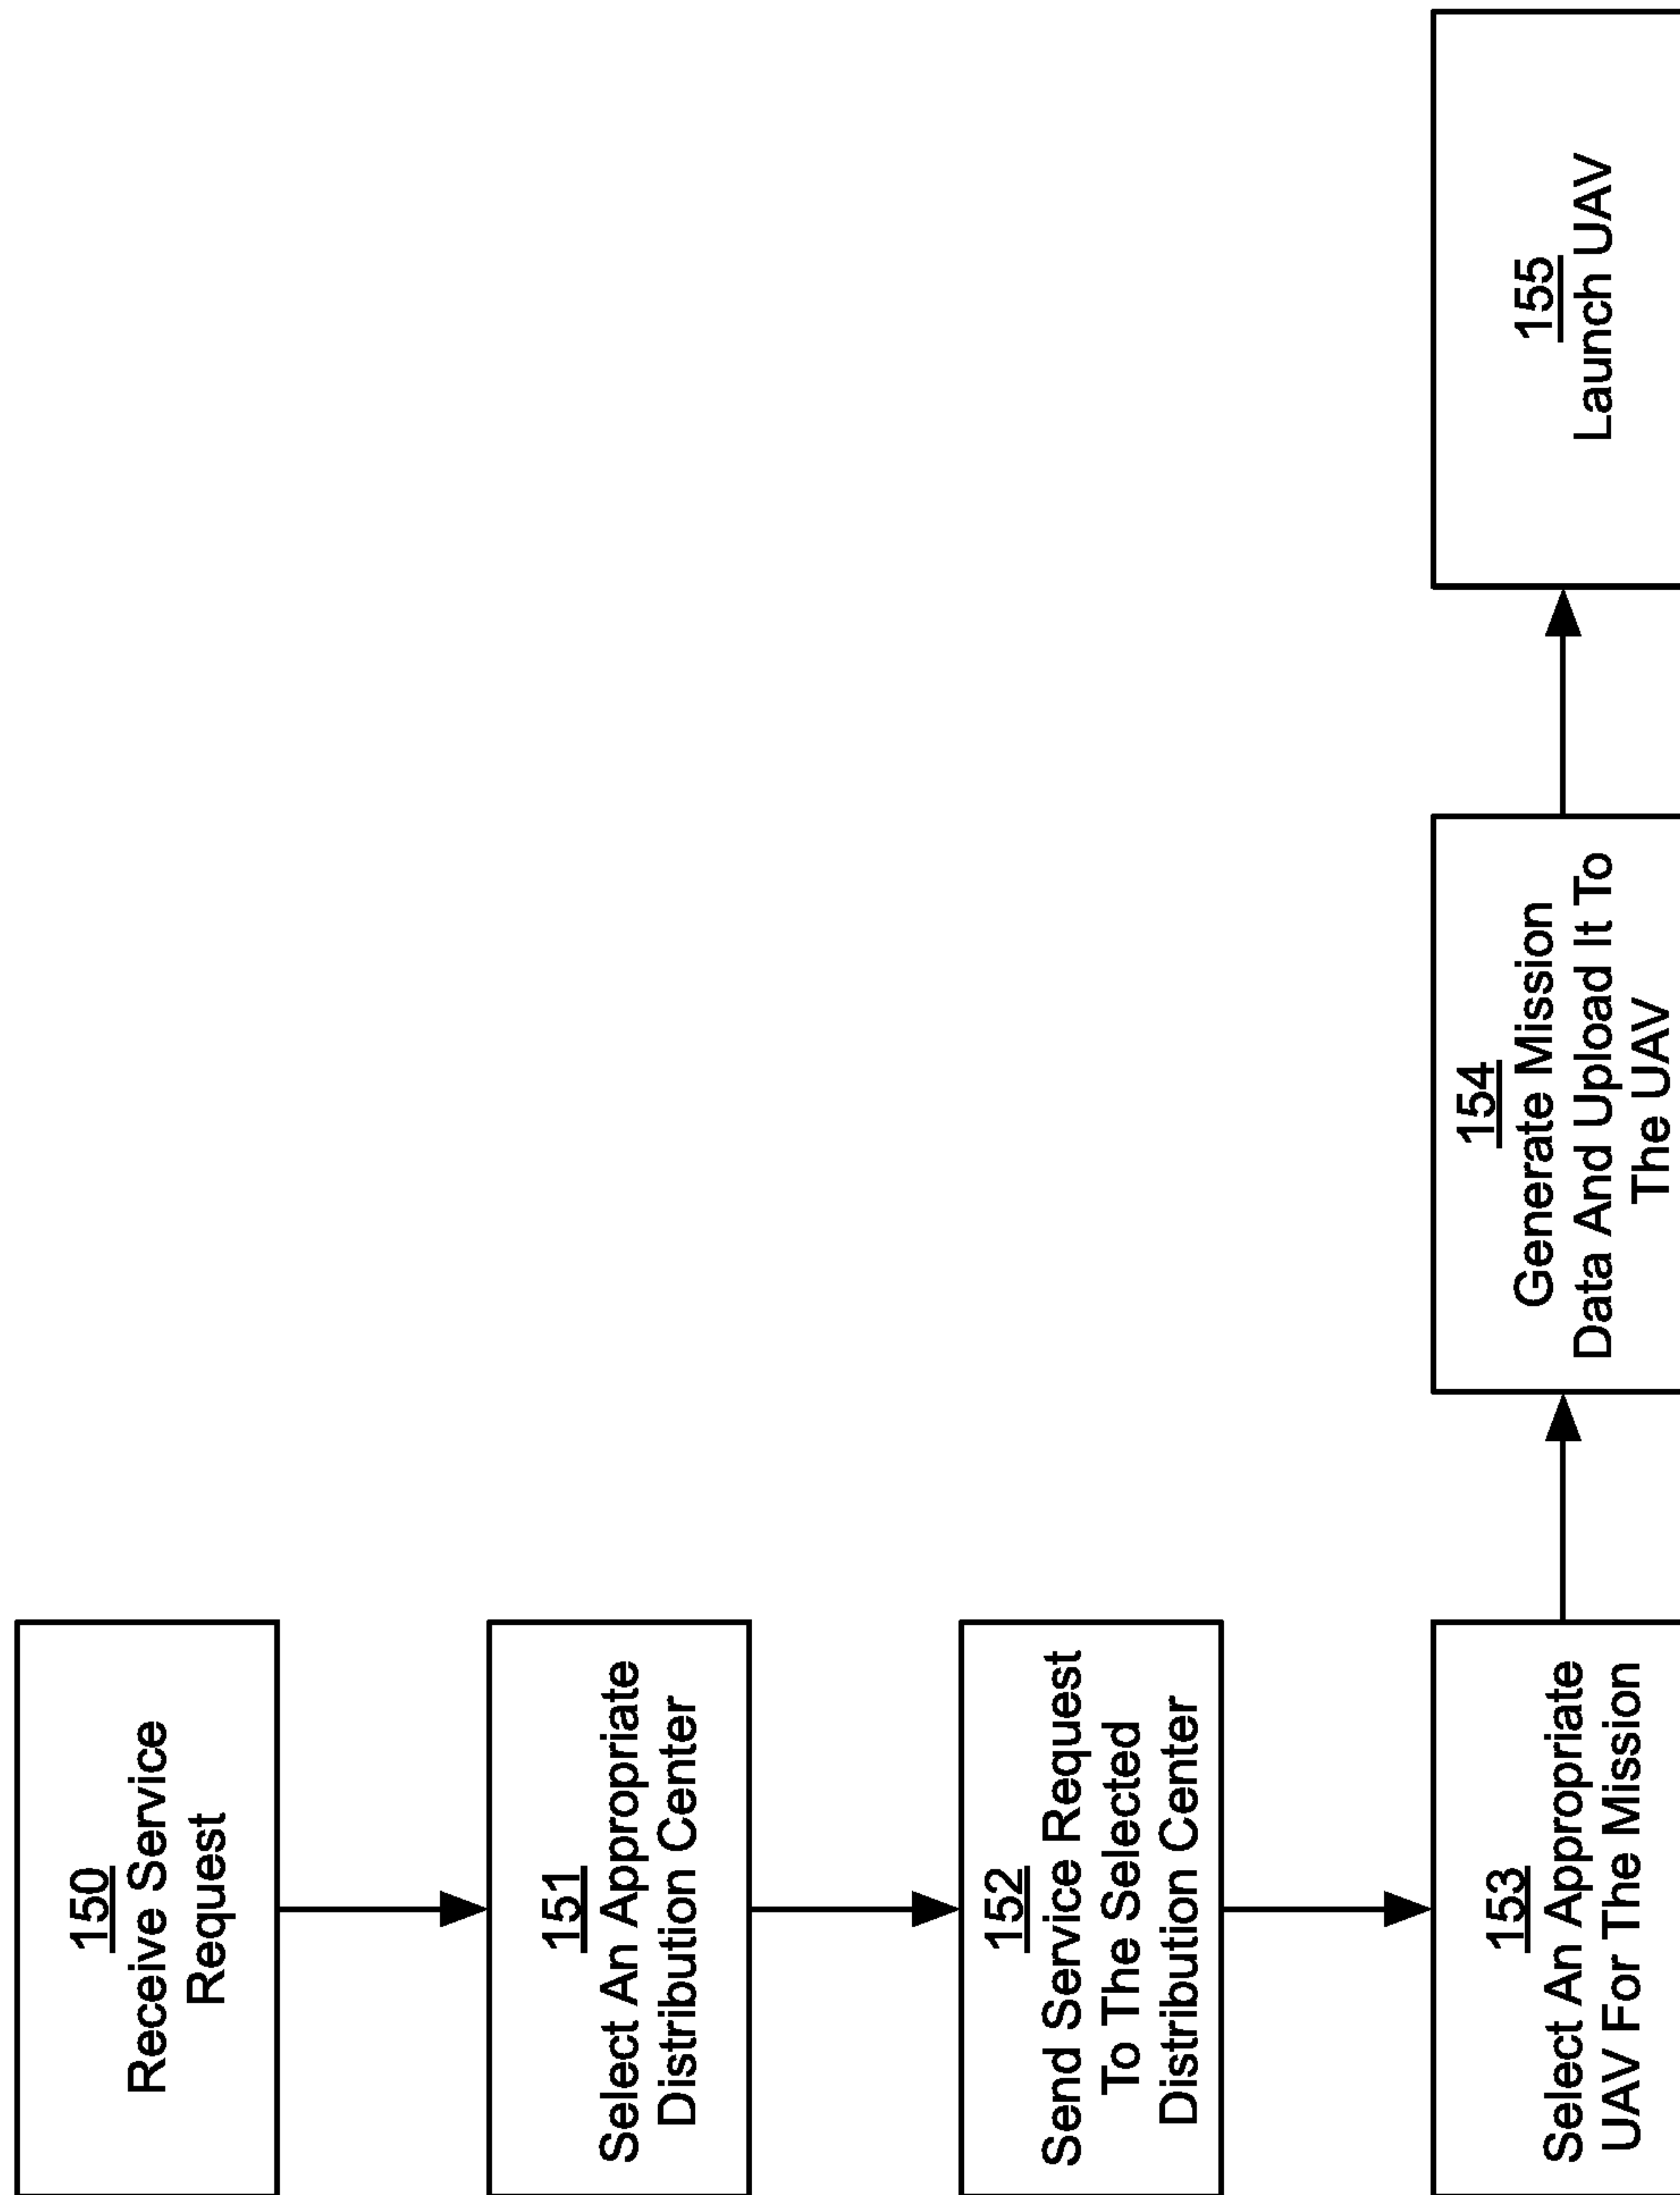 150
Receive Service
Request
151
Select An Appropriate
Distribution Center
152
Send Service Request
To The Selected
Distribution Center
153
Select An Appropriate
UAV For The Mission
154
Generate Mission
Data And Upload It To
The UAV
155
Launch UAV